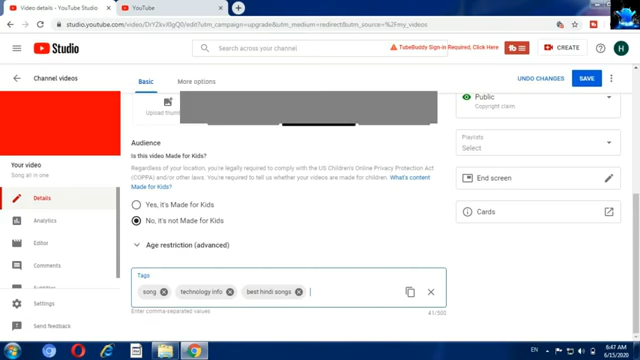 Video details - YouTube Studio
YouTube
studio.youtube.com/video/DrYZkvXI0gQ0/edit?utm_campaign=upgrade&utm_medium=redirect&utm_source=%2Fmy_videos
Studio
Search across your channel
TubeBuddy Sign-in Required, Click Here
CREATE
H
Channel videos
Basic
More options
UNDO CHANGES
SAVE
Upload thum
Public
Copyright claim
Audience
Is this video Made for Kids?
Playlists
Select
Your video
Song all in one
Regardless of your location, you're legally required to comply with the US Children's Online Privacy Protection Act
(COPPA) and/or other laws. You're required to tell us whether your videos are made for children. What's content
Made for Kids?
End screen
Details
Yes, it's Made for Kids
Cards
Analytics
No, it's not Made for Kids
Editor
Age restriction (advanced)
Comments
Tags
song
technology info
best hindi songs
Settings
Enter comma-separated values
41/500
Send feedback
EN
6:47 AM
6/15/2020